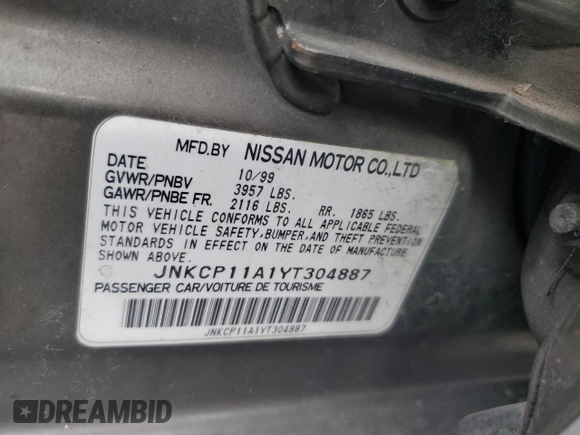 MFD.BY NISSAN MOTOR CO.,LTD
DATE 10/99
GVWR/PNBV 3957 LBS.
GAWR/PNBE FR. 2116 LBS. RR. 1865 LBS.
THIS VEHICLE CONFORMS TO ALL APPLICABLE FEDERAL
MOTOR VEHICLE SAFETY,BUMPER,AND THEFT PREVENTION
STANDARDS IN EFFECT ON THE DATE OF MANUFACTURE
SHOWN ABOVE.
JNKCP11A1YT304887
PASSENGER CAR/VOITURE DE TOURISME
JNKCP11A1YT304887
DREAMBID